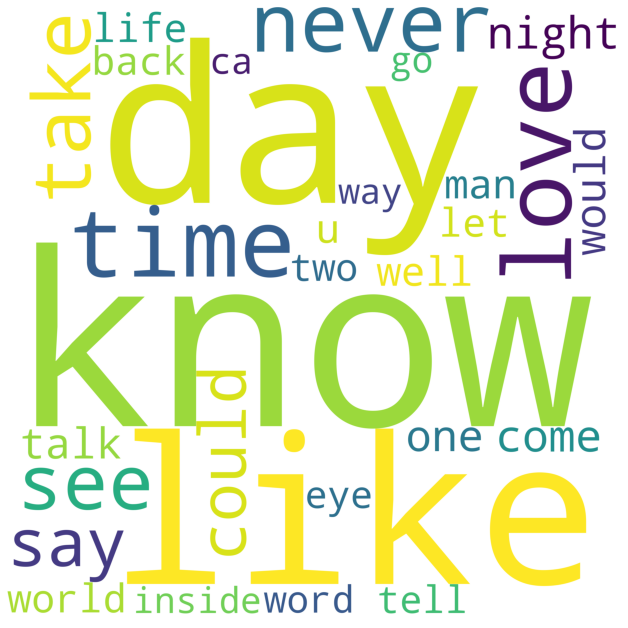 life
never
night
back
ca
go
take
day
love
would
way
man
time
u
let
two
well
know
talk
could
one
come
see
like
eye
say
world
inside
word
tell